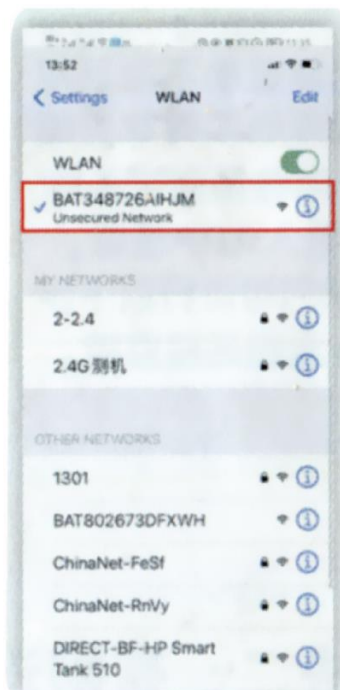 13:52
Settings WLAN Edit
WLAN
BAT348726AIHJM
Unsecured Network
MY NETWORKS
2-2.4
2.4G 测机
OTHER NETWORKS
1301
BAT802673DFXWH
ChinaNet-FeSf
ChinaNet-RnVy
DIRECT-BF-HP Smart
Tank 510